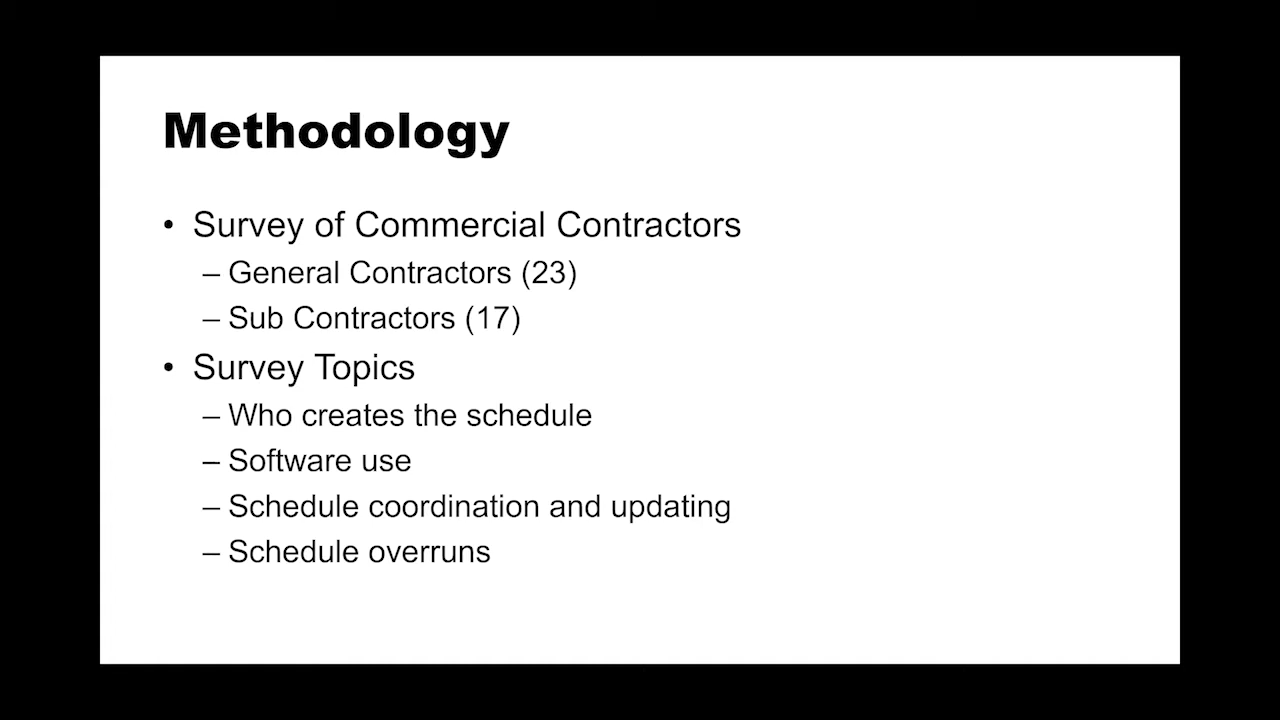 Methodology
• Survey of Commercial Contractors
– General Contractors (23)
– Sub Contractors (17)
• Survey Topics
– Who creates the schedule
– Software use
– Schedule coordination and updating
– Schedule overruns